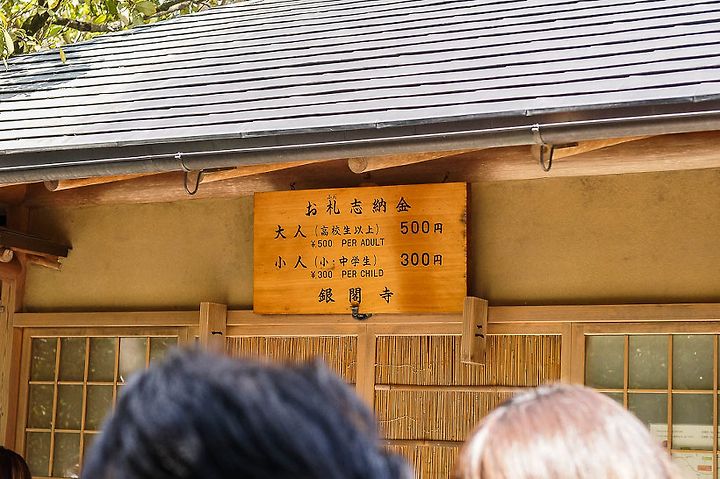 お札志納金
大人（高校生以上） 500円
¥500 PER ADULT
小人（小・中学生） 300円
¥300 PER CHILD
銀閣寺